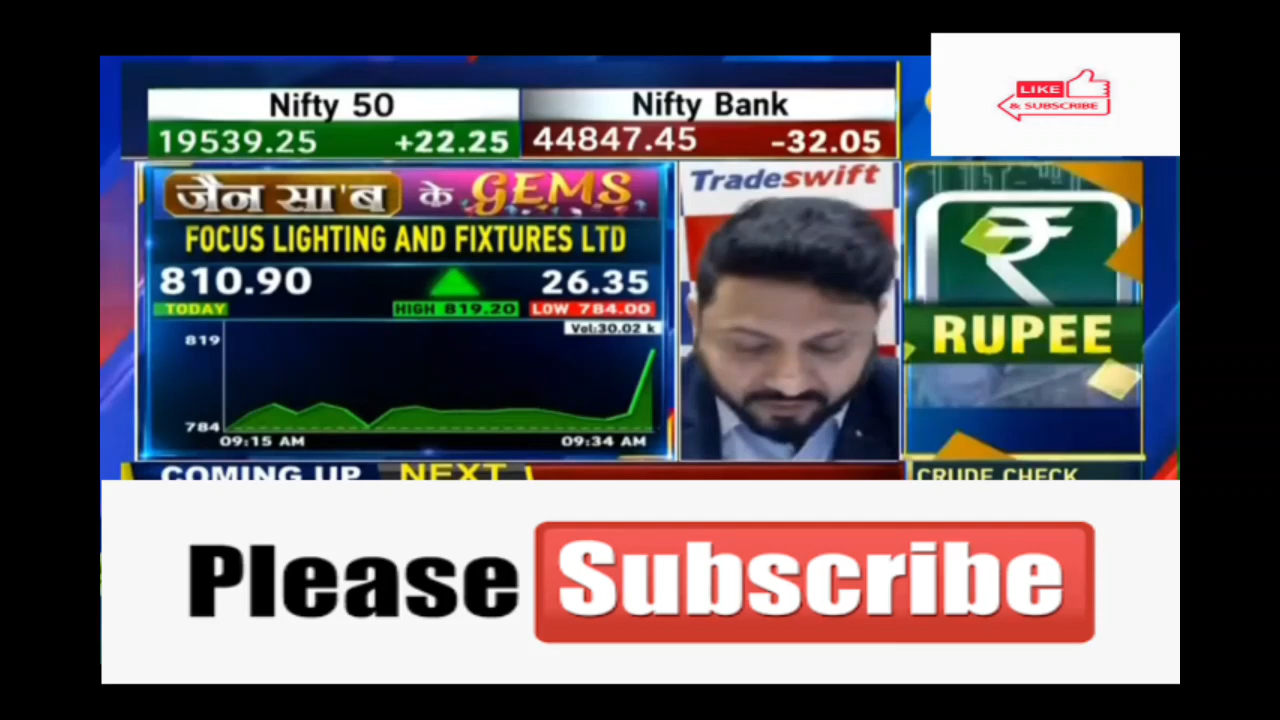 Nifty 50
19539.25 +22.25
Nifty Bank
44847.45 -32.05
LIKE
& SUBSCRIBE
जैन सा'ब के GEMS
FOCUS LIGHTING AND FIXTURES LTD
810.90 26.35
TODAY HIGH 819.20 LOW 784.00
Vol:30.02 k
819
784
09:15 AM 09:34 AM
Tradeswift
₹
RUPEE
COMING UP NEXT
CRUDE CHECK
Please Subscribe